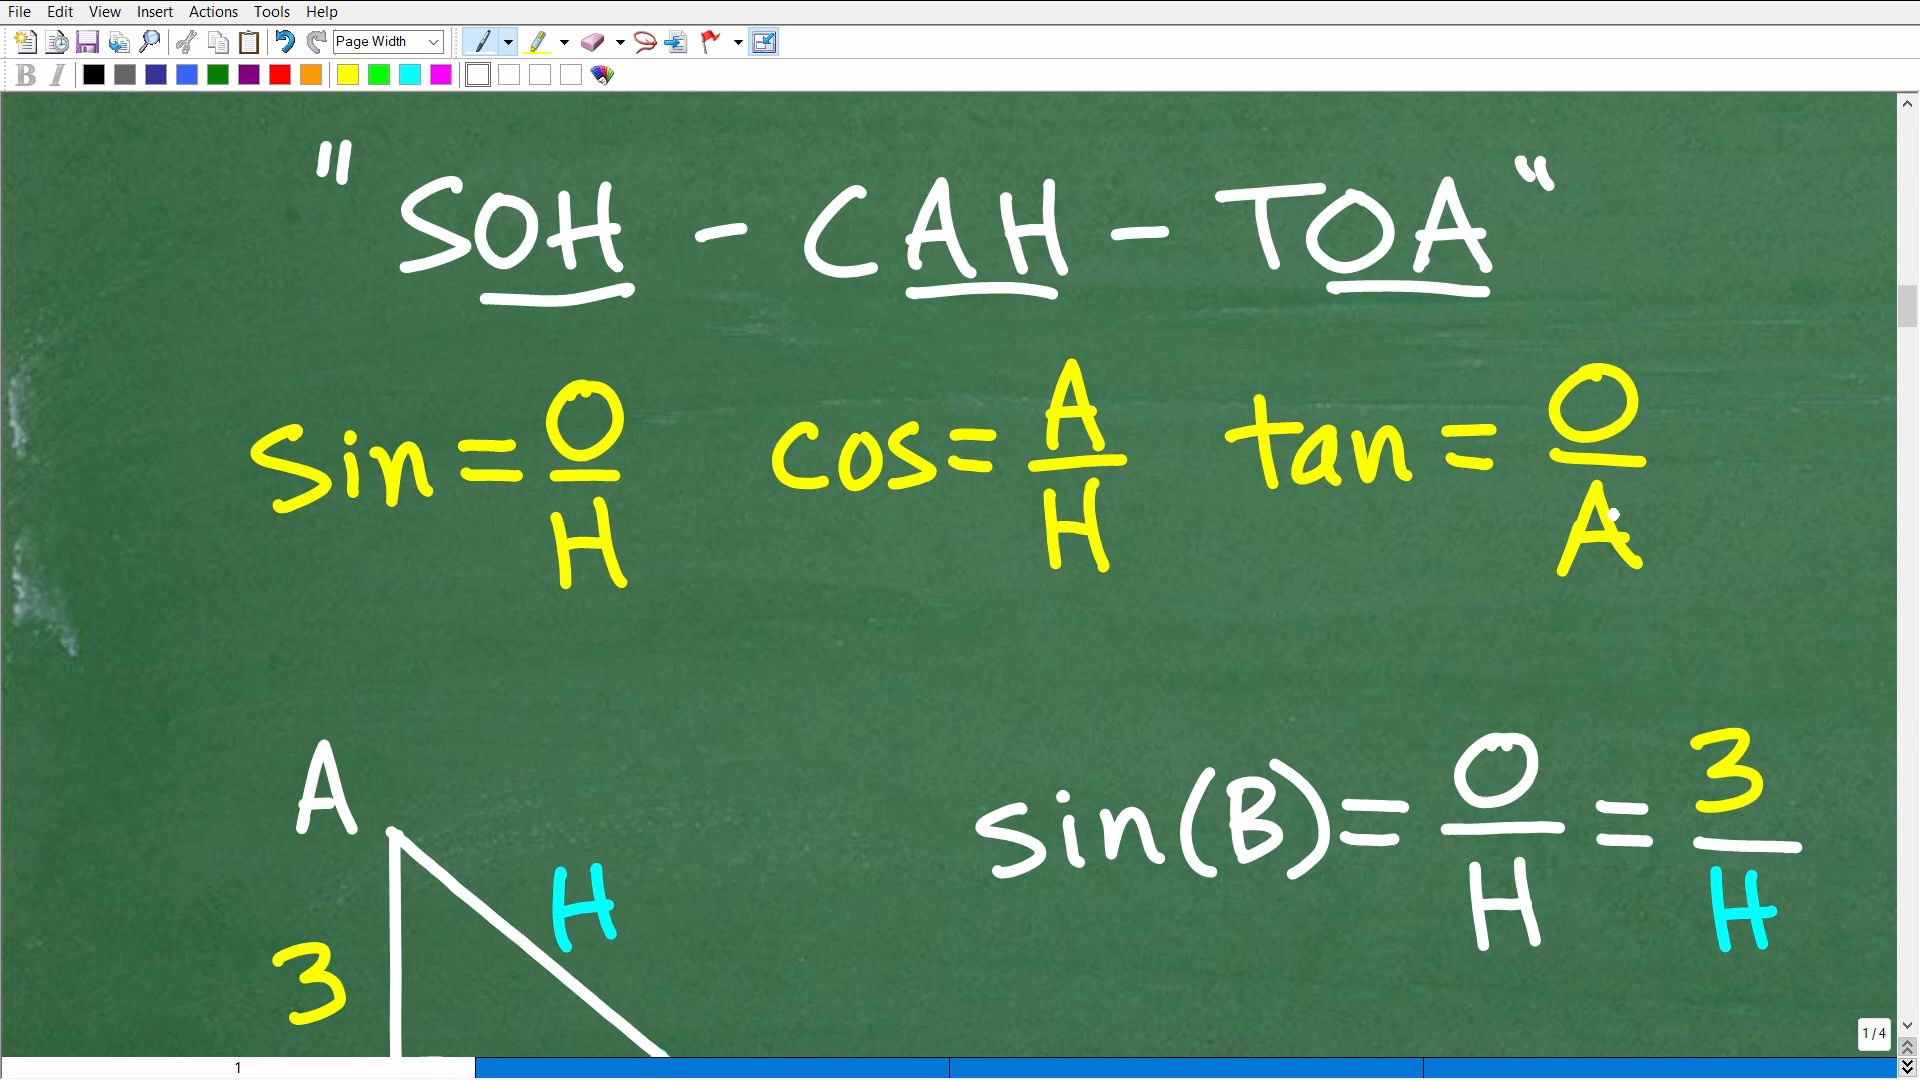 File Edit View Insert Actions Tools Help
Page Width
B I
"SOH - CAH - TOA"
sin = O/H cos = A/H tan = O/A
A
H
3
sin(B) = O/H = 3/H
1 / 4
1